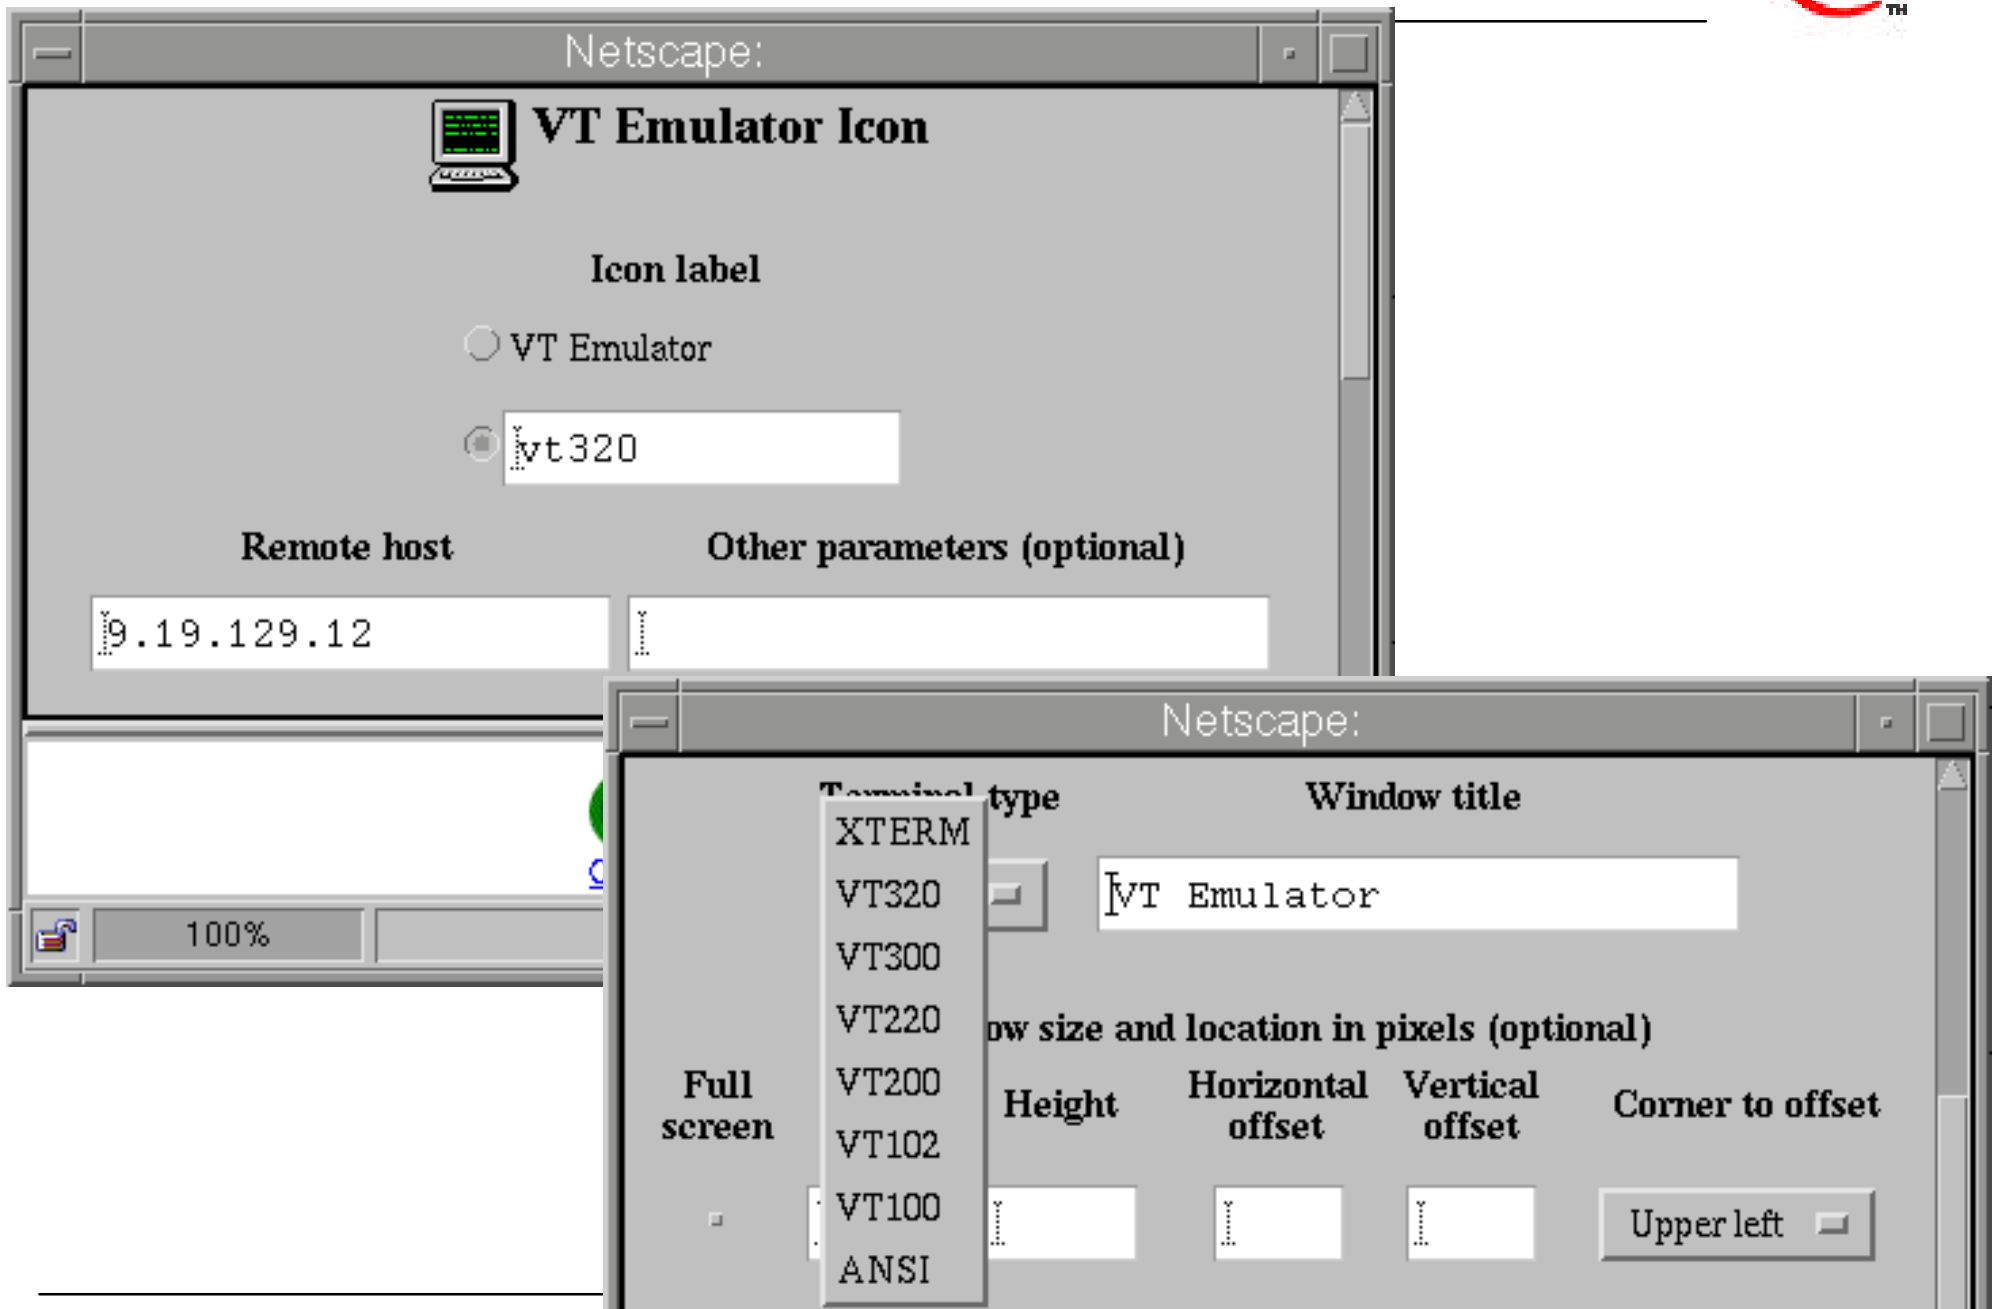 TM
Netscape:
VT Emulator Icon
Icon label
VT Emulator
vt320
Remote host Other parameters (optional)
9.19.129.12
100%
Netscape:
Terminal type Window title
XTERM
VT320
VT Emulator
VT300
VT220
size and location in pixels (optional)
VT200
Full screen
Height
Horizontal offset
Vertical offset
Corner to offset
VT102
VT100
Upper left
ANSI